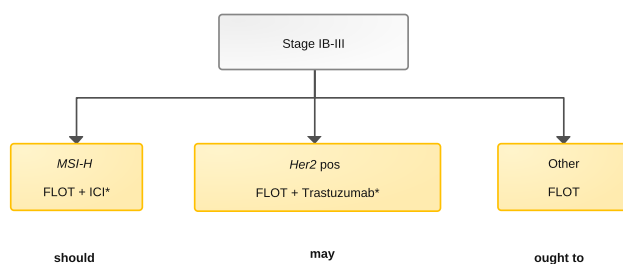 Stage IB-III
MSI-H
FLOT + ICI*
Her2 pos
FLOT + Trastuzumab*
Other
FLOT
should
may
ought to